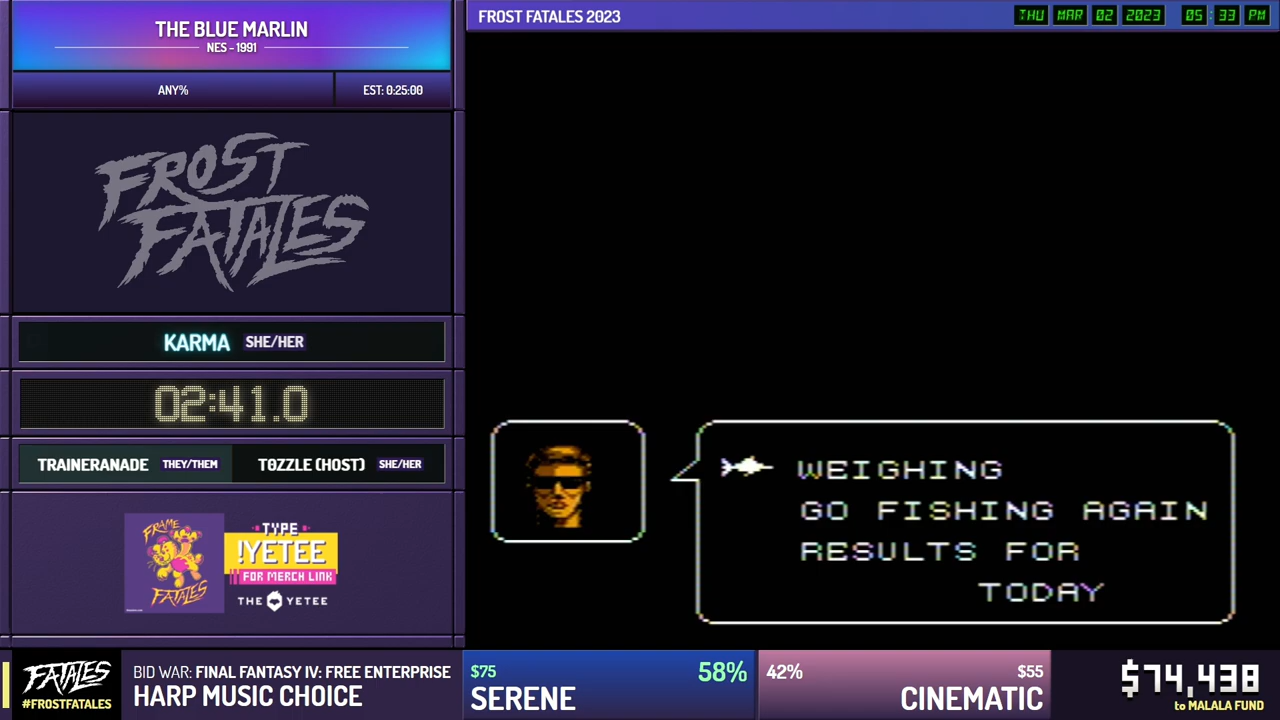 THE BLUE MARLIN
NES - 1991
ANY%
EST: 0:25:00
FROST FATALES 2023
THU MAR 02 2023 05:33 PM
FROST
FATALES
KARMA SHE/HER
02:41.0
TRAINERANADE THEY/THEM
TØZZLE (HOST) SHE/HER
FRAME
FATALES
TYPE
!YETEE
FOR MERCH LINK
THE YETEE
WEIGHING
GO FISHING AGAIN
RESULTS FOR
TODAY
FATALES
#FROSTFATALES
BID WAR: FINAL FANTASY IV: FREE ENTERPRISE
HARP MUSIC CHOICE
$75 58%
SERENE
42% $55
CINEMATIC
$74,438
to MALALA FUND